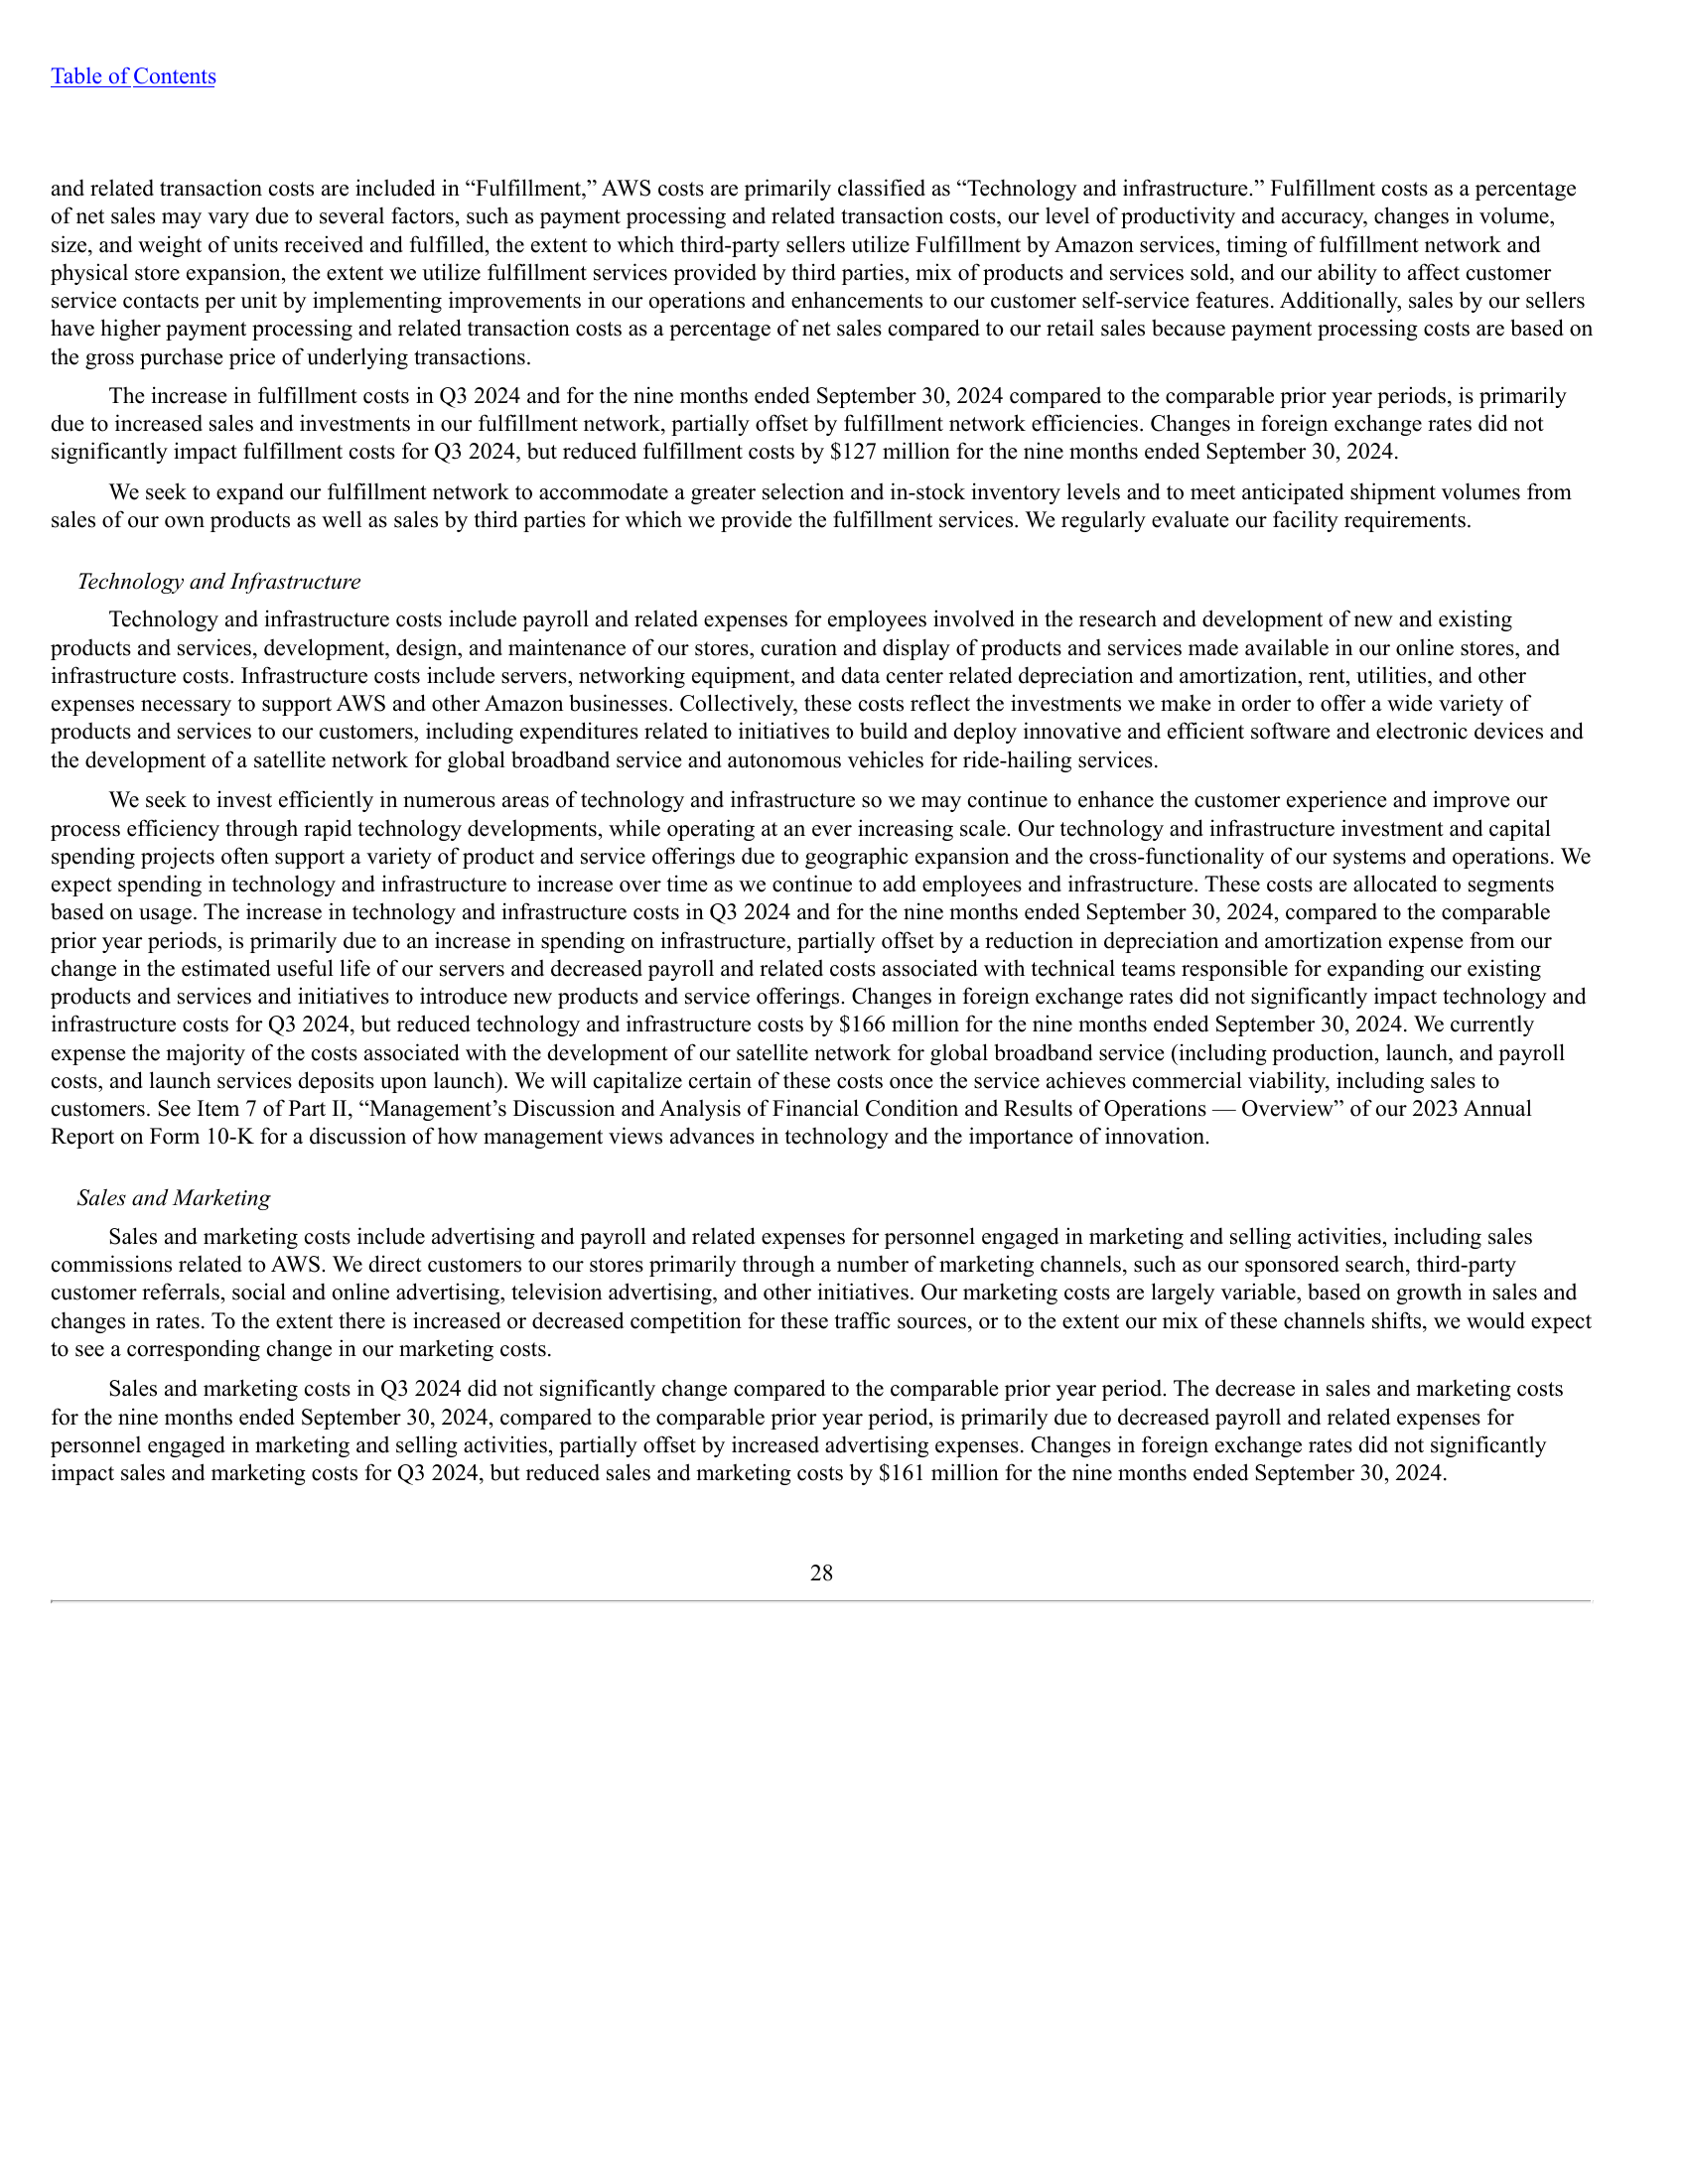 Table of Contents
and related transaction costs are included in “Fulfillment,” AWS costs are primarily classified as “Technology and infrastructure.” Fulfillment costs as a percentage
of net sales may vary due to several factors, such as payment processing and related transaction costs, our level of productivity and accuracy, changes in volume,
size, and weight of units received and fulfilled, the extent to which third-party sellers utilize Fulfillment by Amazon services, timing of fulfillment network and
physical store expansion, the extent we utilize fulfillment services provided by third parties, mix of products and services sold, and our ability to affect customer
service contacts per unit by implementing improvements in our operations and enhancements to our customer self-service features. Additionally, sales by our sellers
have higher payment processing and related transaction costs as a percentage of net sales compared to our retail sales because payment processing costs are based on
the gross purchase price of underlying transactions.
The increase in fulfillment costs in Q3 2024 and for the nine months ended September 30, 2024 compared to the comparable prior year periods, is primarily
due to increased sales and investments in our fulfillment network, partially offset by fulfillment network efficiencies. Changes in foreign exchange rates did not
significantly impact fulfillment costs for Q3 2024, but reduced fulfillment costs by $127 million for the nine months ended September 30, 2024.
We seek to expand our fulfillment network to accommodate a greater selection and in-stock inventory levels and to meet anticipated shipment volumes from
sales of our own products as well as sales by third parties for which we provide the fulfillment services. We regularly evaluate our facility requirements.
Technology and Infrastructure
Technology and infrastructure costs include payroll and related expenses for employees involved in the research and development of new and existing
products and services, development, design, and maintenance of our stores, curation and display of products and services made available in our online stores, and
infrastructure costs. Infrastructure costs include servers, networking equipment, and data center related depreciation and amortization, rent, utilities, and other
expenses necessary to support AWS and other Amazon businesses. Collectively, these costs reflect the investments we make in order to offer a wide variety of
products and services to our customers, including expenditures related to initiatives to build and deploy innovative and efficient software and electronic devices and
the development of a satellite network for global broadband service and autonomous vehicles for ride-hailing services.
We seek to invest efficiently in numerous areas of technology and infrastructure so we may continue to enhance the customer experience and improve our
process efficiency through rapid technology developments, while operating at an ever increasing scale. Our technology and infrastructure investment and capital
spending projects often support a variety of product and service offerings due to geographic expansion and the cross-functionality of our systems and operations. We
expect spending in technology and infrastructure to increase over time as we continue to add employees and infrastructure. These costs are allocated to segments
based on usage. The increase in technology and infrastructure costs in Q3 2024 and for the nine months ended September 30, 2024, compared to the comparable
prior year periods, is primarily due to an increase in spending on infrastructure, partially offset by a reduction in depreciation and amortization expense from our
change in the estimated useful life of our servers and decreased payroll and related costs associated with technical teams responsible for expanding our existing
products and services and initiatives to introduce new products and service offerings. Changes in foreign exchange rates did not significantly impact technology and
infrastructure costs for Q3 2024, but reduced technology and infrastructure costs by $166 million for the nine months ended September 30, 2024. We currently
expense the majority of the costs associated with the development of our satellite network for global broadband service (including production, launch, and payroll
costs, and launch services deposits upon launch). We will capitalize certain of these costs once the service achieves commercial viability, including sales to
customers. See Item 7 of Part II, “Management’s Discussion and Analysis of Financial Condition and Results of Operations — Overview” of our 2023 Annual
Report on Form 10-K for a discussion of how management views advances in technology and the importance of innovation.
Sales and Marketing
Sales and marketing costs include advertising and payroll and related expenses for personnel engaged in marketing and selling activities, including sales
commissions related to AWS. We direct customers to our stores primarily through a number of marketing channels, such as our sponsored search, third-party
customer referrals, social and online advertising, television advertising, and other initiatives. Our marketing costs are largely variable, based on growth in sales and
changes in rates. To the extent there is increased or decreased competition for these traffic sources, or to the extent our mix of these channels shifts, we would expect
to see a corresponding change in our marketing costs.
Sales and marketing costs in Q3 2024 did not significantly change compared to the comparable prior year period. The decrease in sales and marketing costs
for the nine months ended September 30, 2024, compared to the comparable prior year period, is primarily due to decreased payroll and related expenses for
personnel engaged in marketing and selling activities, partially offset by increased advertising expenses. Changes in foreign exchange rates did not significantly
impact sales and marketing costs for Q3 2024, but reduced sales and marketing costs by $161 million for the nine months ended September 30, 2024.
28